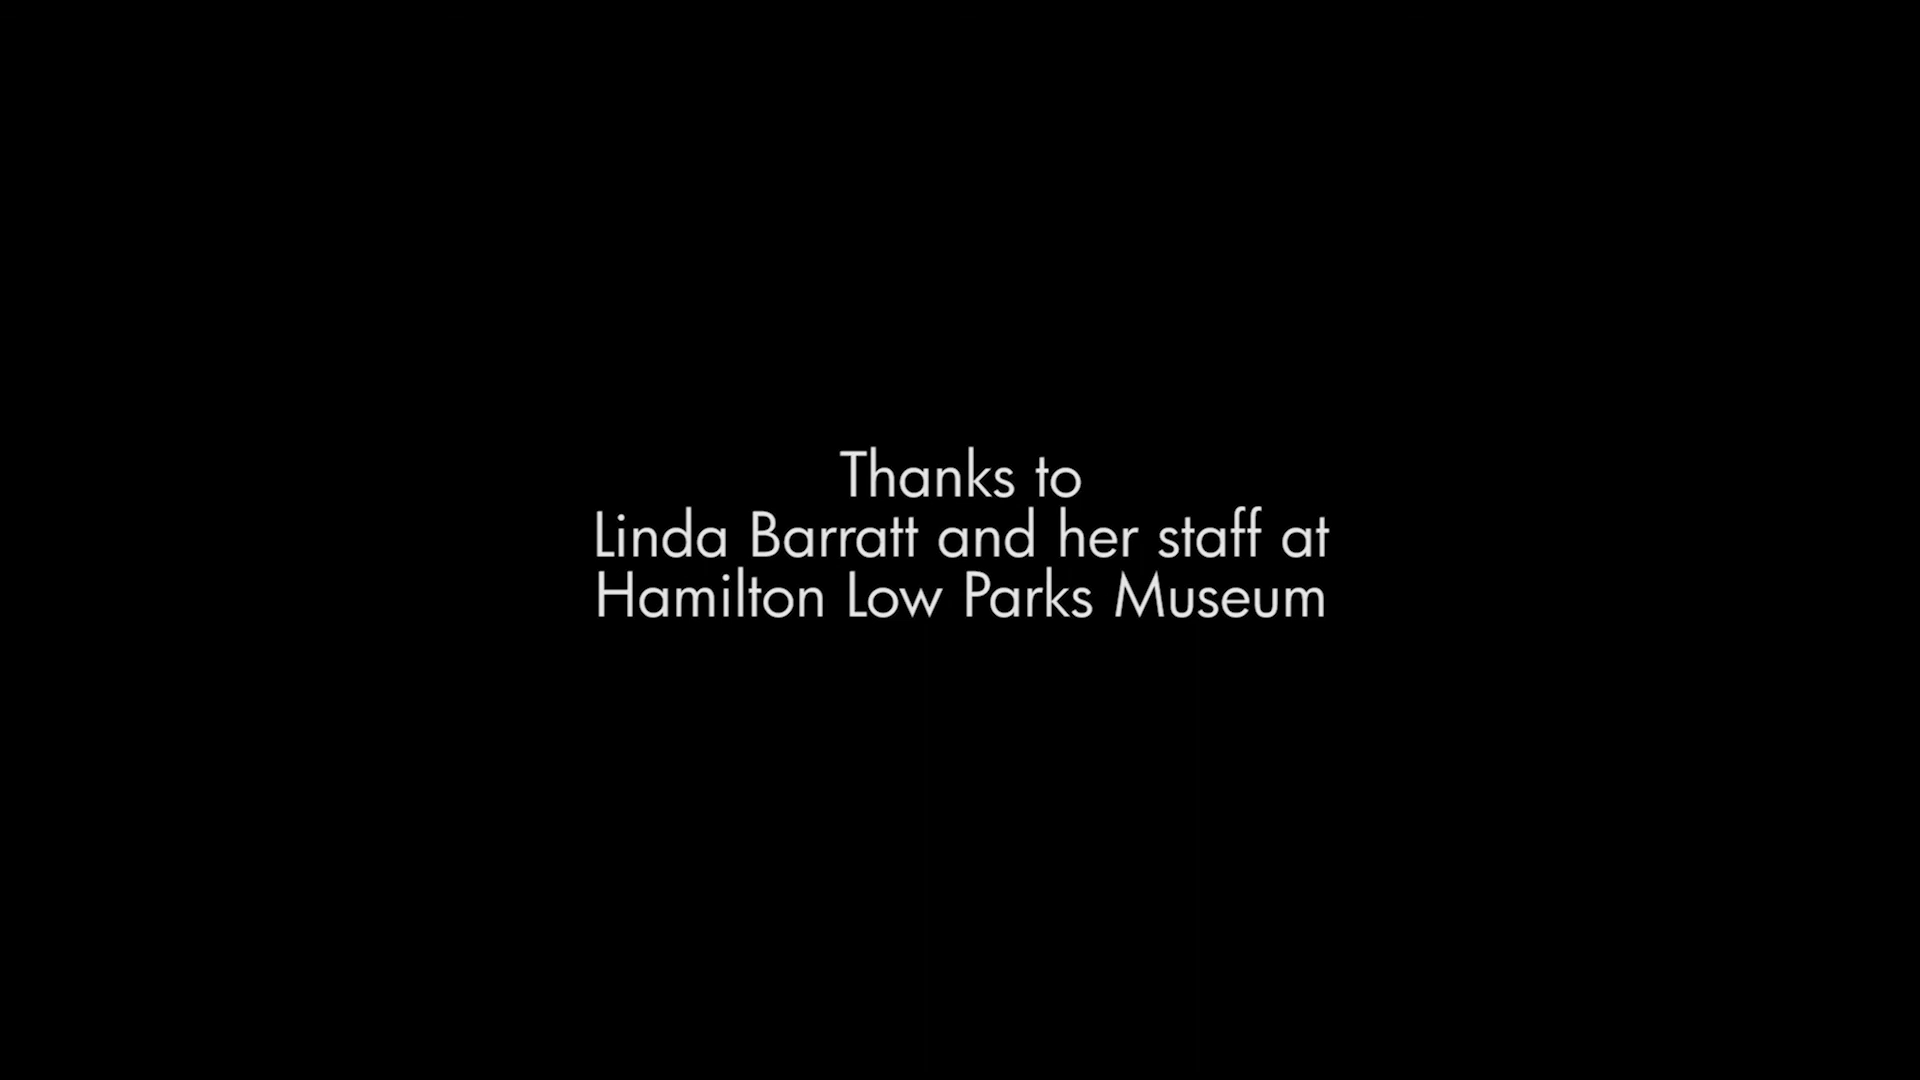 Thanks to
Linda Barratt and her staff at
Hamilton Low Parks Museum